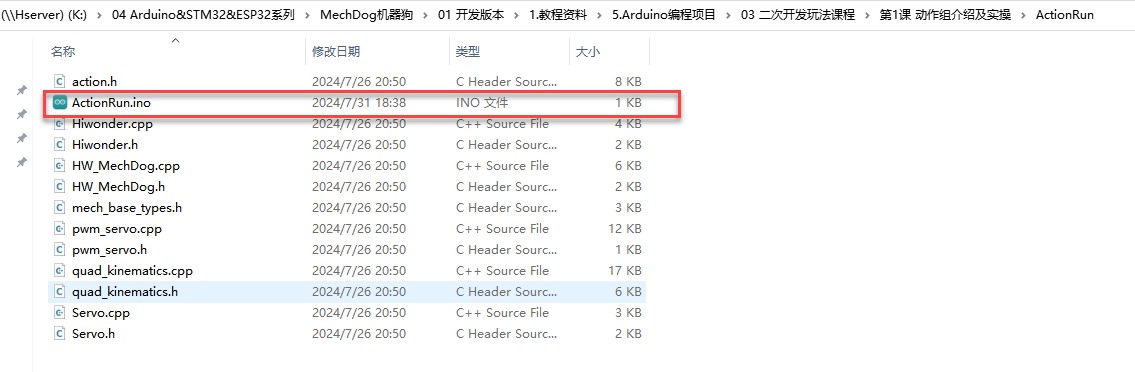 (\\Hserver) (K:) › 04 Arduino&STM32&ESP32系列 › MechDog机器狗 › 01 开发版本 › 1.教程资料 › 5.Arduino编程项目 › 03 二次开发玩法课程 › 第1课 动作组介绍及实操 › ActionRun
名称 修改日期 类型 大小
action.h 2024/7/26 20:50 C Header Sourc... 8 KB
ActionRun.ino 2024/7/31 18:38 INO 文件 1 KB
Hiwonder.cpp 2024/7/26 20:50 C++ Source File 4 KB
Hiwonder.h 2024/7/26 20:50 C Header Sourc... 2 KB
HW_MechDog.cpp 2024/7/26 20:50 C++ Source File 6 KB
HW_MechDog.h 2024/7/26 20:50 C Header Sourc... 2 KB
mech_base_types.h 2024/7/26 20:50 C Header Sourc... 3 KB
pwm_servo.cpp 2024/7/26 20:50 C++ Source File 12 KB
pwm_servo.h 2024/7/26 20:50 C Header Sourc... 1 KB
quad_kinematics.cpp 2024/7/26 20:50 C++ Source File 17 KB
quad_kinematics.h 2024/7/26 20:50 C Header Sourc... 6 KB
Servo.cpp 2024/7/26 20:50 C++ Source File 3 KB
Servo.h 2024/7/26 20:50 C Header Sourc... 2 KB